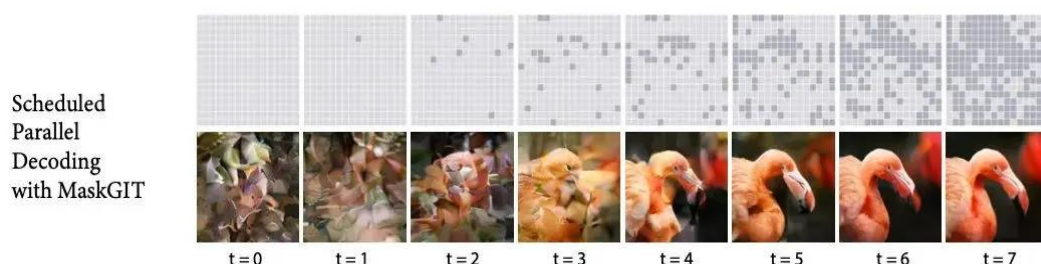 Scheduled
Parallel
Decoding
with MaskGIT
t = 0 t = 1 t = 2 t = 3 t = 4 t = 5 t = 6 t = 7